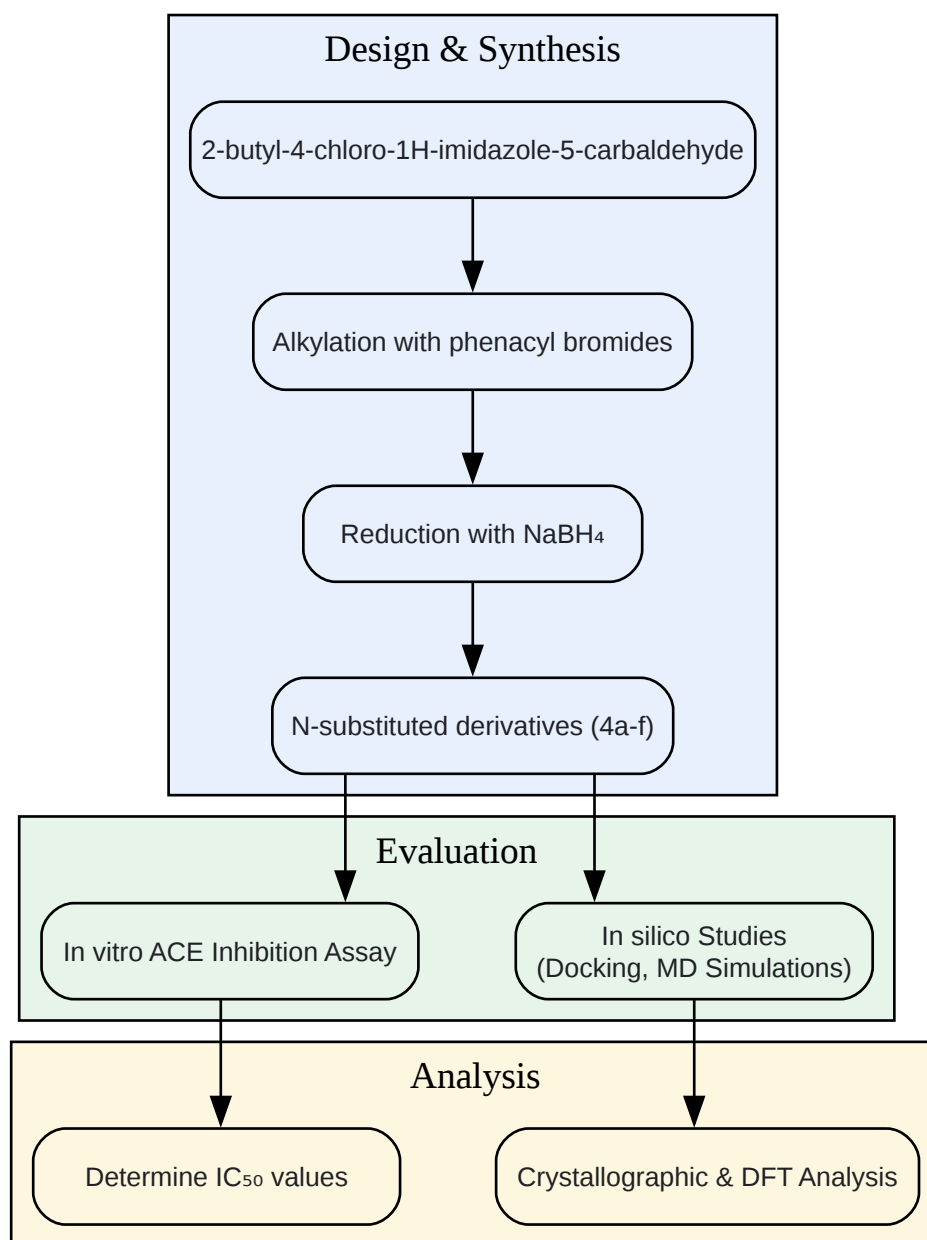 Design & Synthesis
2-butyl-4-chloro-1H-imidazole-5-carbaldehyde
Alkylation with phenacyl bromides
Reduction with NaBH₄
N-substituted derivatives (4a-f)
Evaluation
In vitro ACE Inhibition Assay
In silico Studies
(Docking, MD Simulations)
Analysis
Determine IC₅₀ values
Crystallographic & DFT Analysis